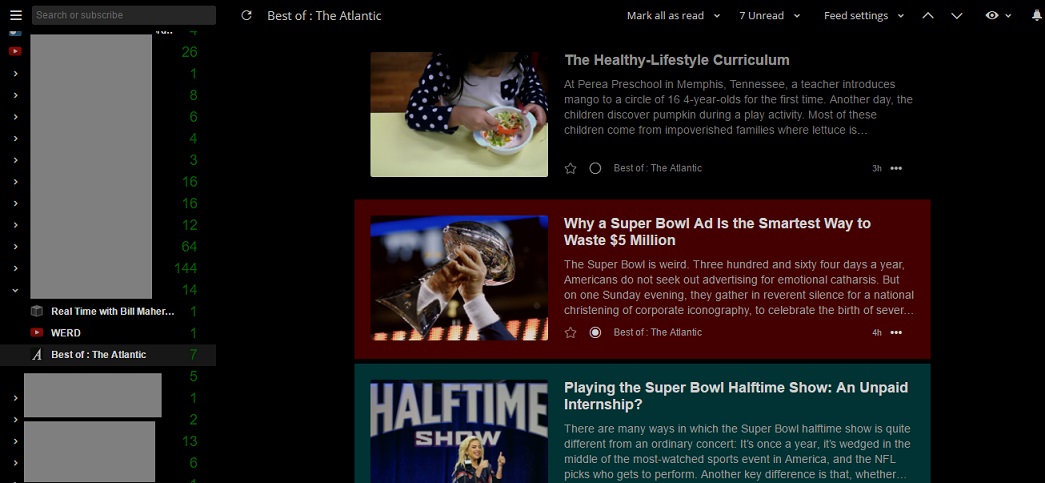 Search or subscribe
Best of : The Atlantic
Mark all as read
7 Unread
Feed settings
4
26
1
8
6
4
3
16
16
12
64
144
14
Real Time with Bill Maher... 1
WERD 1
Best of : The Atlantic 7
5
1
2
13
6
The Healthy-Lifestyle Curriculum
At Perea Preschool in Memphis, Tennessee, a teacher introduces
mango to a circle of 16 4-year-olds for the first time. Another day, the
children discover pumpkin during a play activity. Most of these
children come from impoverished families where lettuce is...
Best of : The Atlantic 3h
Why a Super Bowl Ad Is the Smartest Way to
Waste $5 Million
The Super Bowl is weird. Three hundred and sixty four days a year,
Americans do not seek out advertising for emotional catharsis. But
on one Sunday evening, they gather in reverent silence for a national
christening of corporate iconography, to celebrate the birth of sever...
Best of : The Atlantic 4h
HALFTIME
SHOW
Playing the Super Bowl Halftime Show: An Unpaid
Internship?
There are many ways in which the Super Bowl halftime show is quite
different from an ordinary concert: It's once a year, it's wedged in the
middle of the most-watched sports event in America, and the NFL
picks who gets to perform. Another key difference is that, whether...